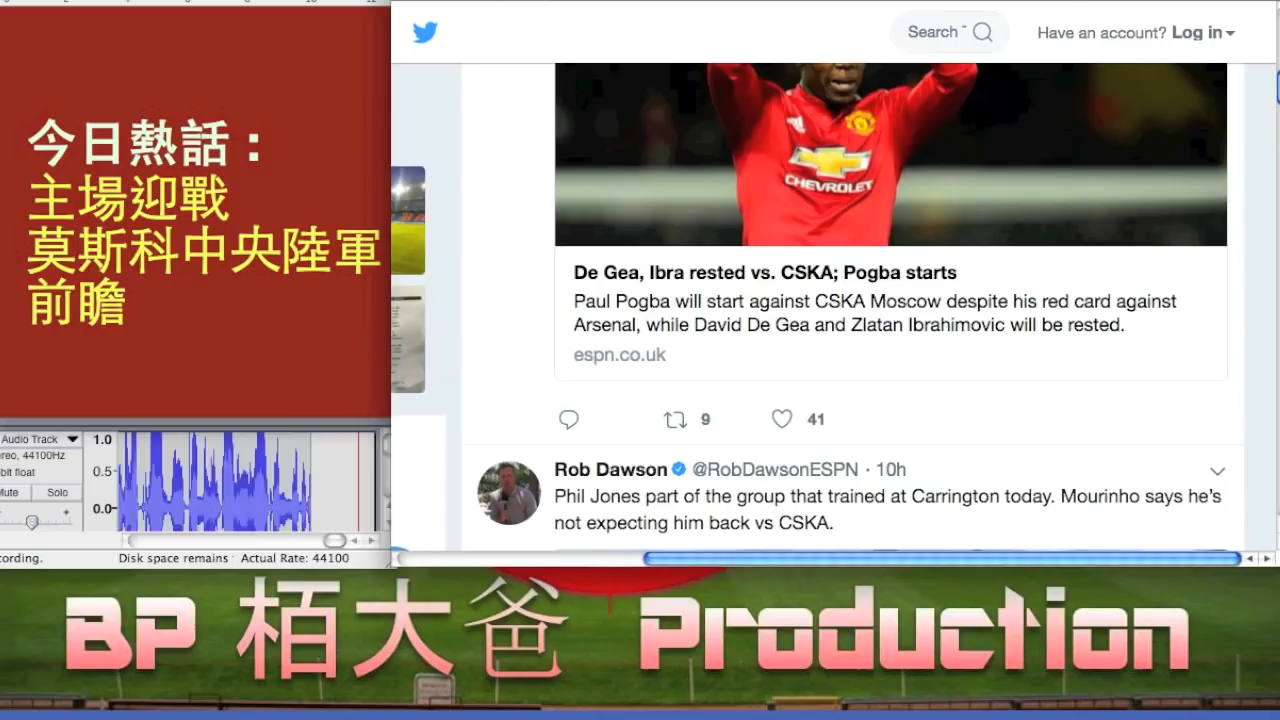 今日熱話：
主場迎戰
莫斯科中央陸軍
前瞻
Search
Have an account? Log in
CHEVROLET
De Gea, Ibra rested vs. CSKA; Pogba starts
Paul Pogba will start against CSKA Moscow despite his red card against
Arsenal, while David De Gea and Zlatan Ibrahimovic will be rested.
espn.co.uk
9
41
Rob Dawson @RobDawsonESPN · 10h
Phil Jones part of the group that trained at Carrington today. Mourinho says he's
not expecting him back vs CSKA.
Audio Track
1.0
44100Hz
0.5
bit float
Solo
0.0
Disk space remains
Actual Rate: 44100
BP 栢大爸 Production